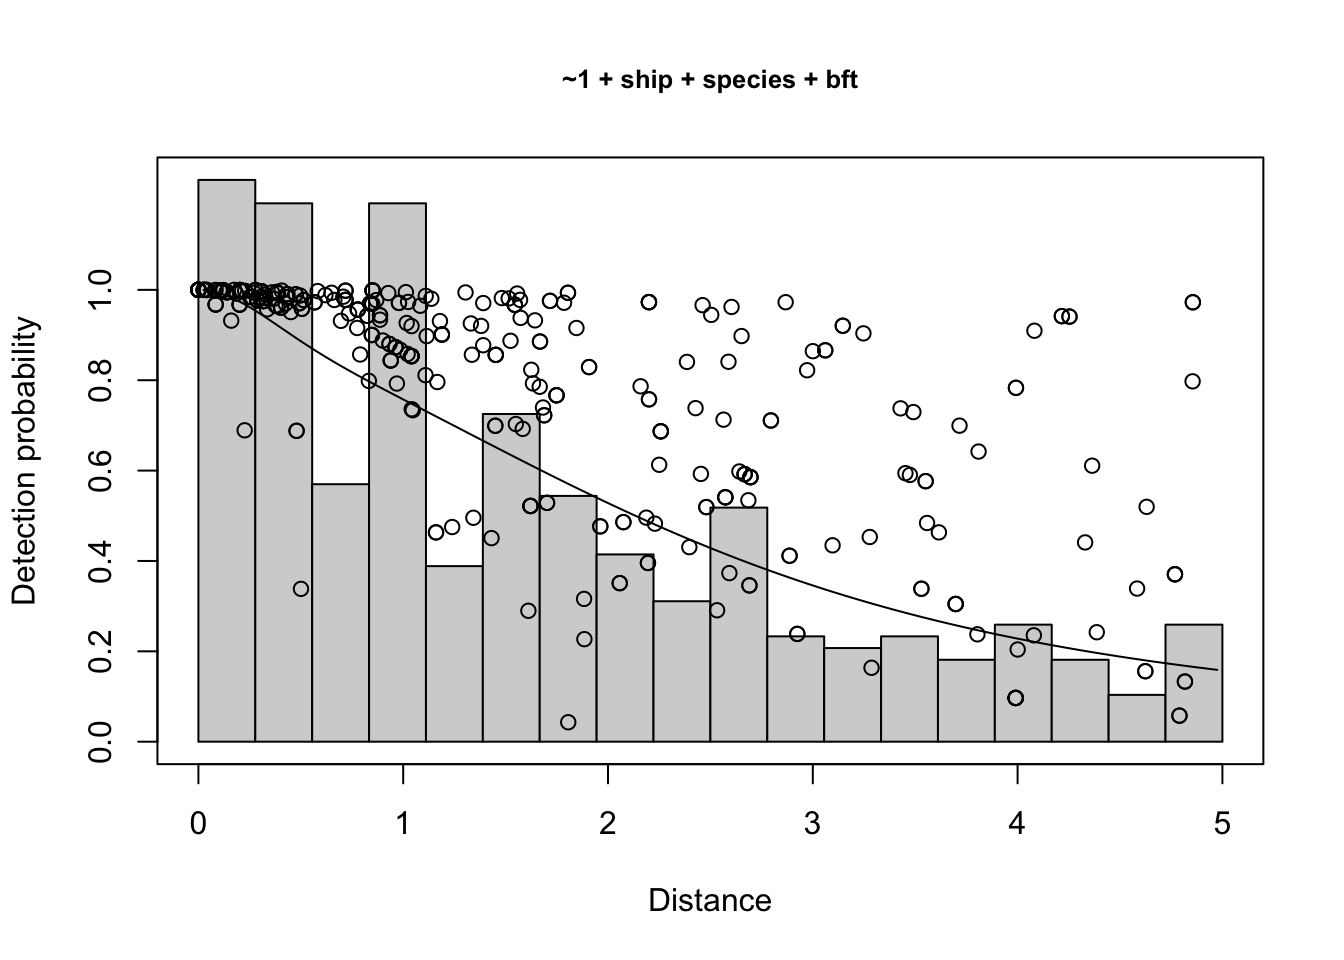 ~1 + ship + species + bft
Detection probability
1.0
0.8
0.6
0.4
0.2
0.0
0 1 2 3 4 5
Distance